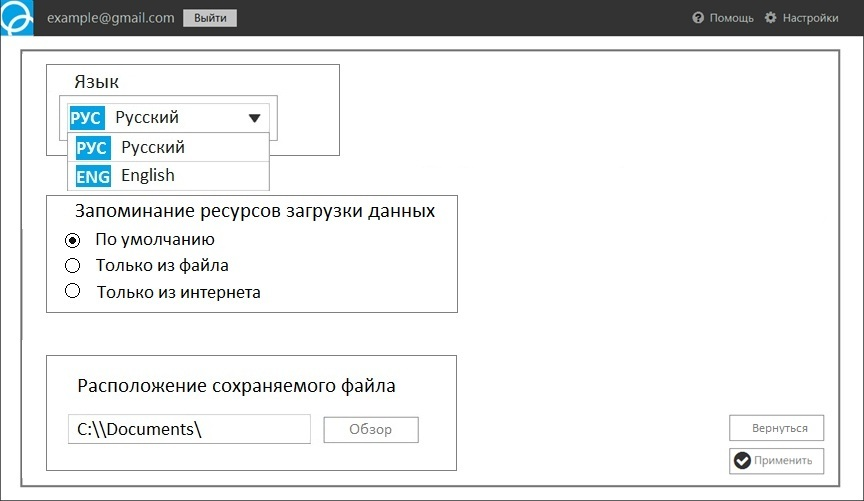 example@gmail.com Выйти Помощь Настройки
Язык
РУС Русский
РУС Русский
ENG English
Запоминание ресурсов загрузки данных
По умолчанию
Только из файла
Только из интернета
Расположение сохраняемого файла
C:\\Documents\ Обзор
Вернуться
Применить